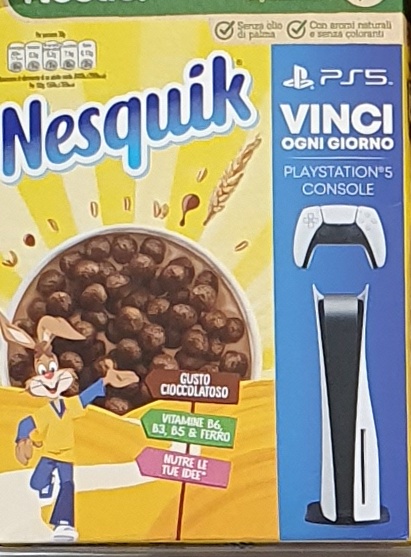 Senza olio
di palma
Con aromi naturali
e senza coloranti
Nesquik
PS5
VINCI
OGNI GIORNO
PLAYSTATION®5
CONSOLE
GUSTO
CIOCCOLATOSO
VITAMINE B6,
B3, B5 & FERRO
NUTRE LE
TUE IDEE*